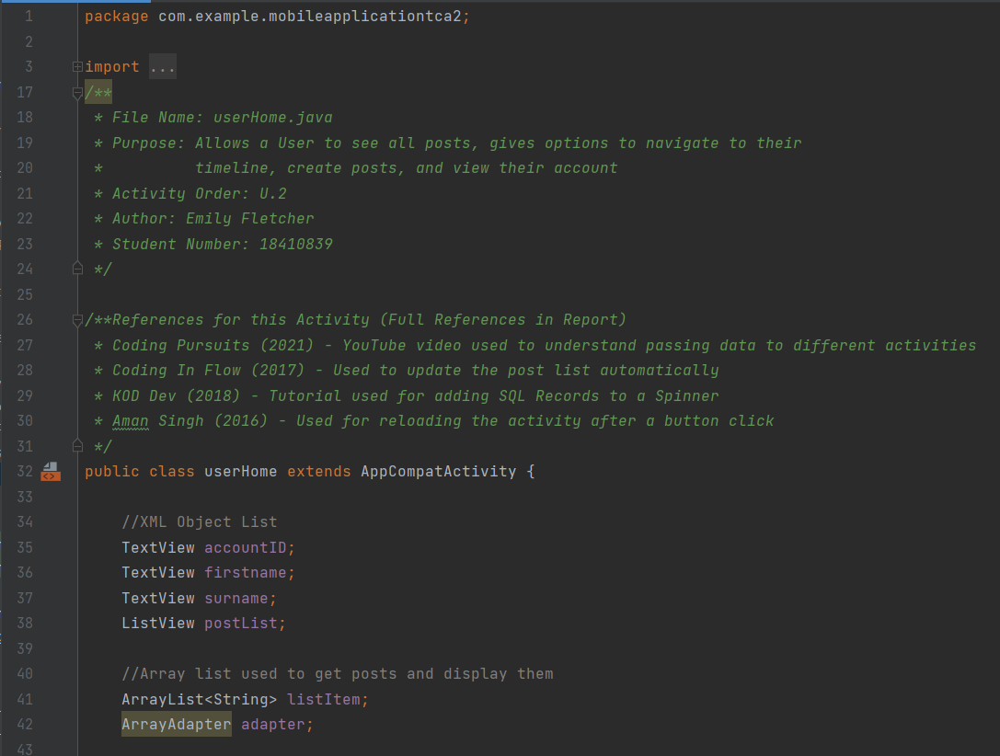 1 package com.example.mobileapplicationtca2;
2
3 import ...
17 /**
18 * File Name: userHome.java
19 * Purpose: Allows a User to see all posts, gives options to navigate to their
20 * timeline, create posts, and view their account
21 * Activity Order: U.2
22 * Author: Emily Fletcher
23 * Student Number: 18410839
24 */
25
26 /**References for this Activity (Full References in Report)
27 * Coding Pursuits (2021) - YouTube video used to understand passing data to different activities
28 * Coding In Flow (2017) - Used to update the post list automatically
29 * KOD Dev (2018) - Tutorial used for adding SQL Records to a Spinner
30 * Aman Singh (2016) - Used for reloading the activity after a button click
31 */
32 public class userHome extends AppCompatActivity {
33
34 //XML Object List
35 TextView accountID;
36 TextView firstname;
37 TextView surname;
38 ListView postList;
39
40 //Array list used to get posts and display them
41 ArrayList<String> listItem;
42 ArrayAdapter adapter;
43